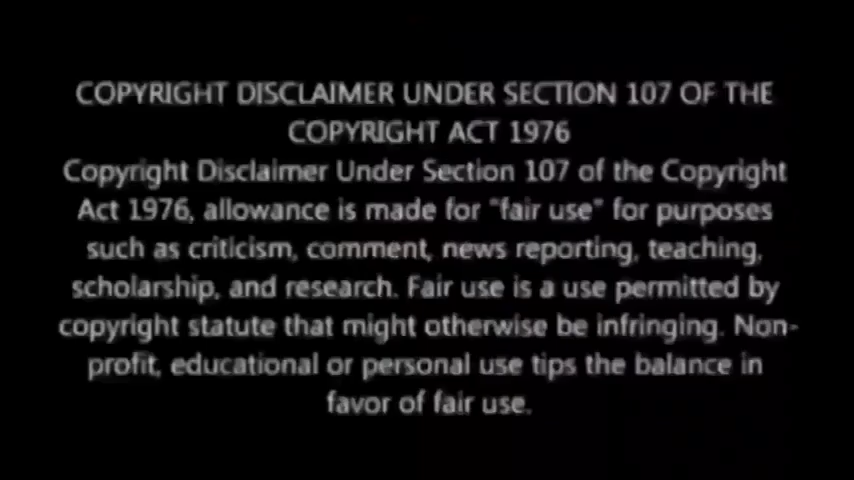 COPYRIGHT DISCLAIMER UNDER SECTION 107 OF THE
COPYRIGHT ACT 1976
Copyright Disclaimer Under Section 107 of the Copyright
Act 1976, allowance is made for "fair use" for purposes
such as criticism, comment, news reporting, teaching,
scholarship, and research. Fair use is a use permitted by
copyright statute that might otherwise be infringing. Non-
profit, educational or personal use tips the balance in
favor of fair use.